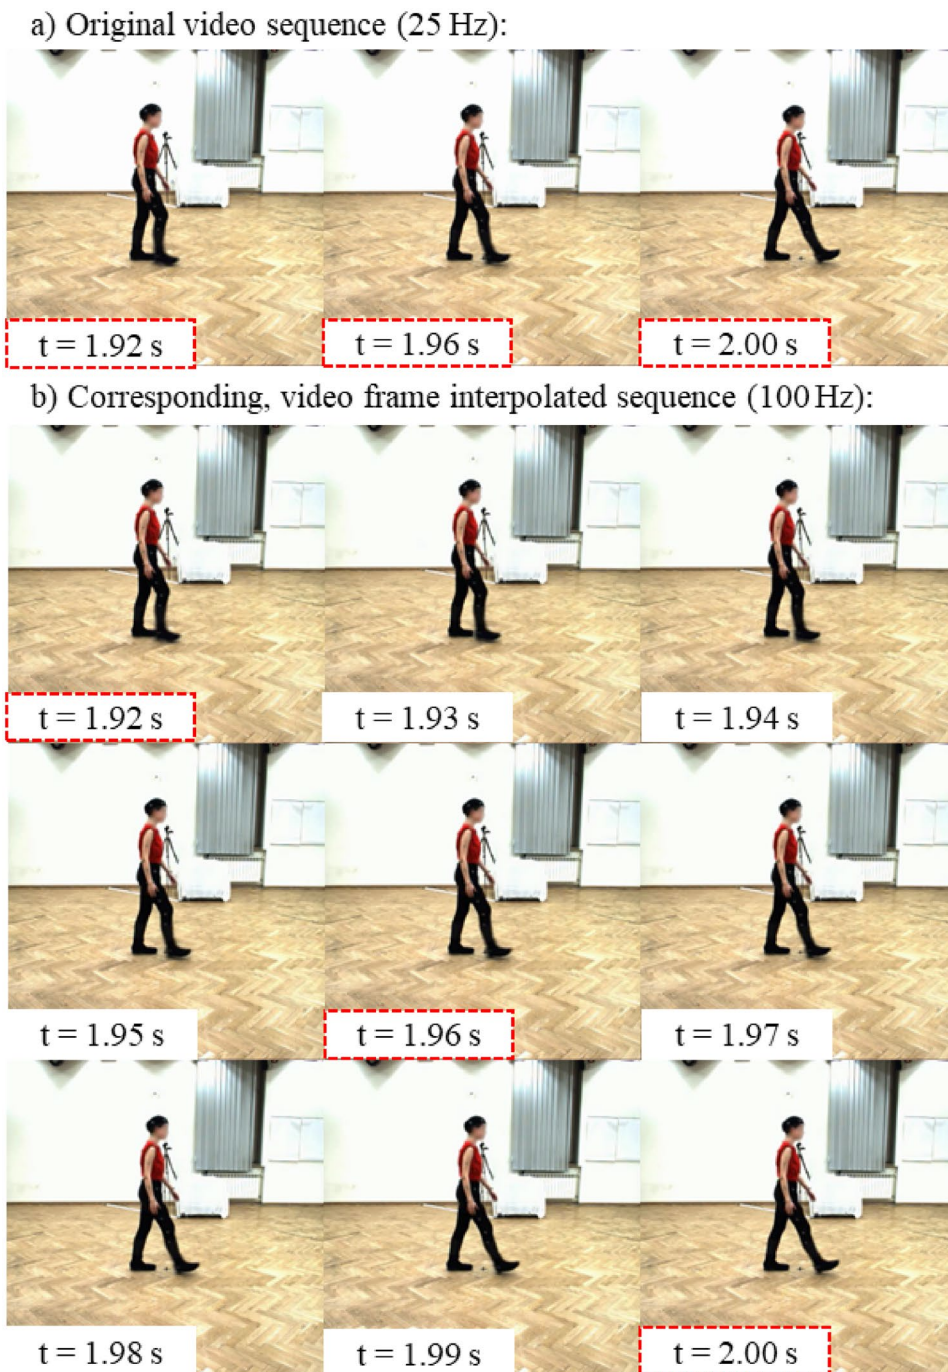 a) Original video sequence (25 Hz):
t = 1.92 s
t = 1.96 s
t = 2.00 s
b) Corresponding, video frame interpolated sequence (100 Hz):
t = 1.92 s
t = 1.93 s
t = 1.94 s
t = 1.95 s
t = 1.96 s
t = 1.97 s
t = 1.98 s
t = 1.99 s
t = 2.00 s